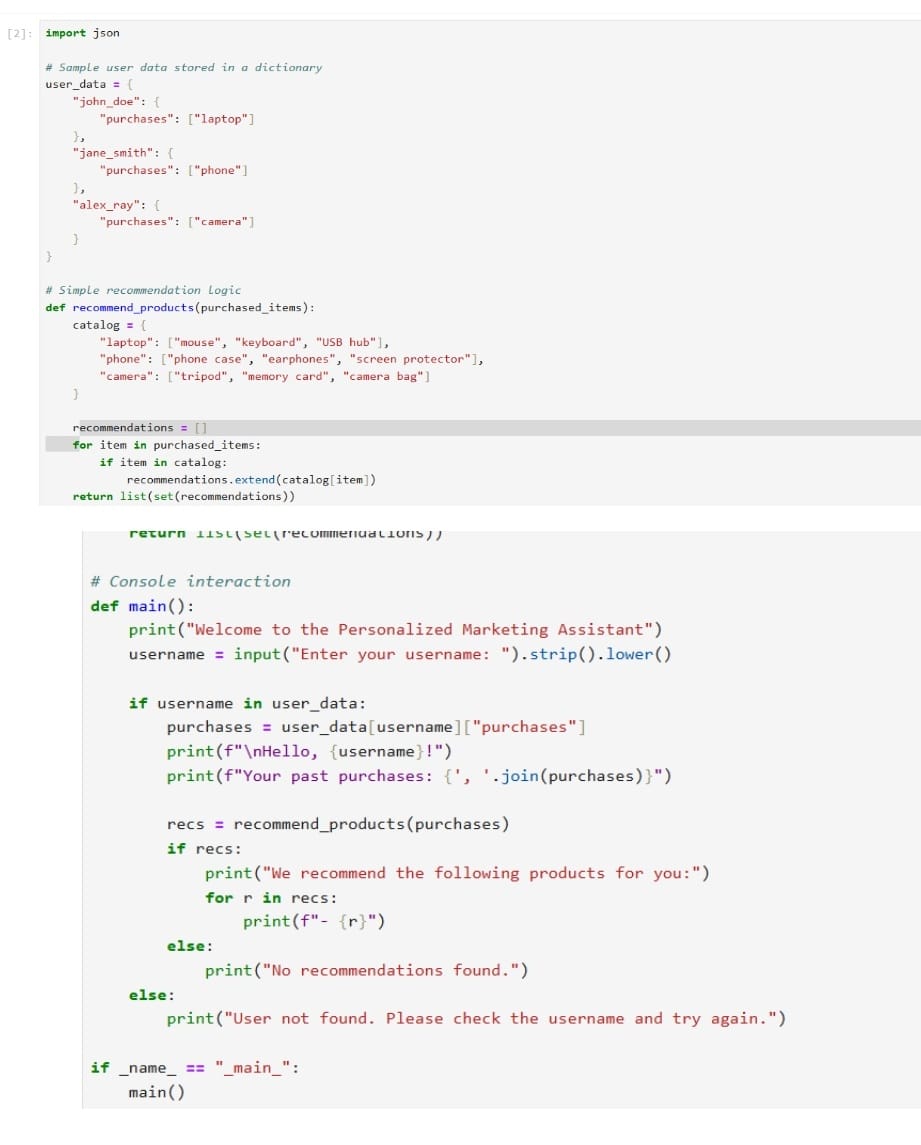 [2]: import json
# Sample user data stored in a dictionary
user_data = {
    "john_doe": {
        "purchases": ["laptop"]
    },
    "jane_smith": {
        "purchases": ["phone"]
    },
    "alex_ray": {
        "purchases": ["camera"]
    }
}
# Simple recommendation logic
def recommend_products(purchased_items):
    catalog = {
        "laptop": ["mouse", "keyboard", "USB hub"],
        "phone": ["phone case", "earphones", "screen protector"],
        "camera": ["tripod", "memory card", "camera bag"]
    }
    recommendations = []
    for item in purchased_items:
        if item in catalog:
            recommendations.extend(catalog[item])
    return list(set(recommendations))
    return list(set(recommendations))
# Console interaction
def main():
    print("Welcome to the Personalized Marketing Assistant")
    username = input("Enter your username: ").strip().lower()
    if username in user_data:
        purchases = user_data[username]["purchases"]
        print(f"\nHello, {username}!")
        print(f"Your past purchases: {', '.join(purchases)}")
        recs = recommend_products(purchases)
        if recs:
            print("We recommend the following products for you:")
            for r in recs:
                print(f"- {r}")
        else:
            print("No recommendations found.")
    else:
        print("User not found. Please check the username and try again.")
if _name_ == "_main_":
    main()